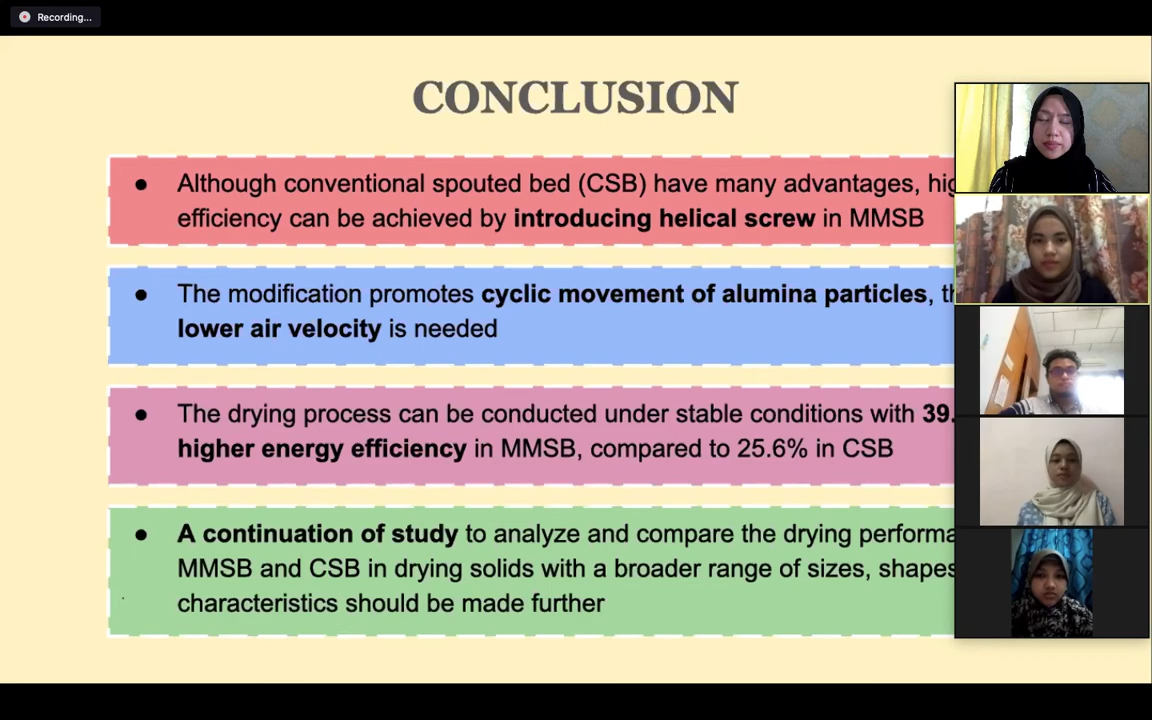 Recording...
CONCLUSION
● Although conventional spouted bed (CSB) have many advantages,
efficiency can be achieved by introducing helical screw in MMSB
● The modification promotes cyclic movement of alumina particles,
lower air velocity is needed
● The drying process can be conducted under stable conditions with 39.
higher energy efficiency in MMSB, compared to 25.6% in CSB
● A continuation of study to analyze and compare the drying
MMSB and CSB in drying solids with a broader range of sizes, shapes
characteristics should be made further